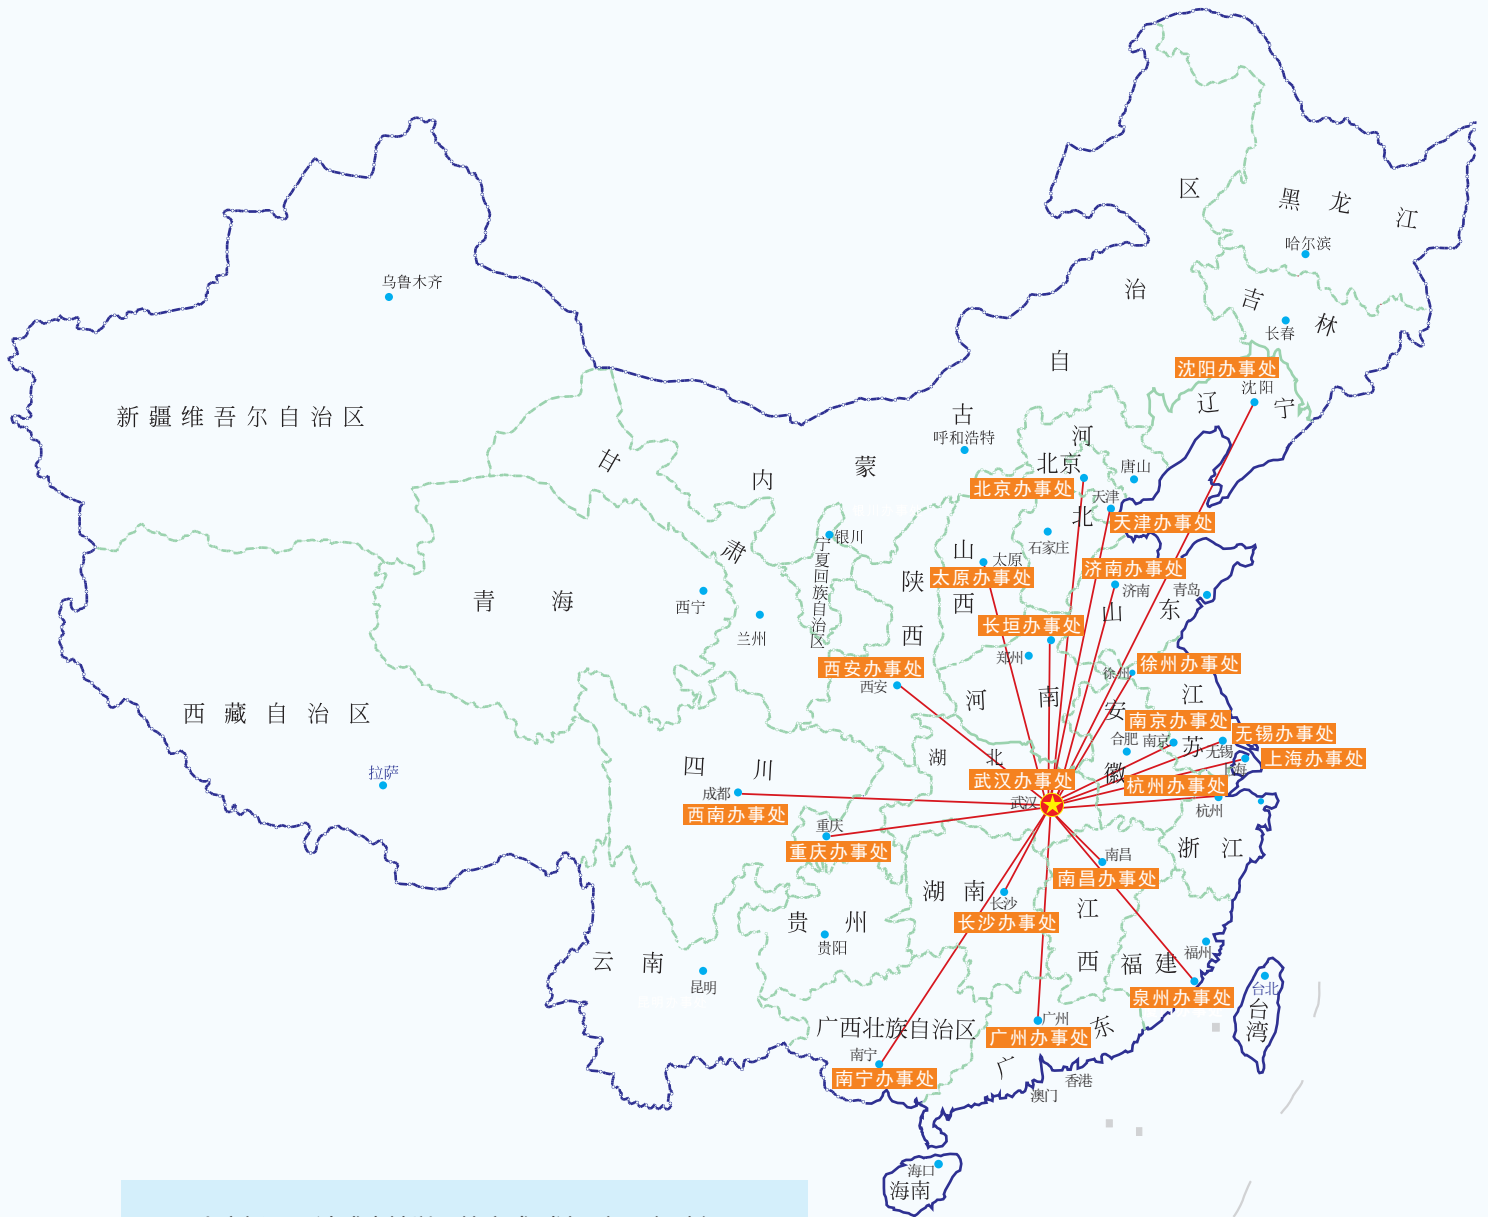 区
黑龙江
哈尔滨
乌鲁木齐
治
吉林
长春
自
沈阳办事处
沈阳
辽宁
新疆维吾尔自治区
古
呼和浩特
河
北京
唐山
甘
内蒙
北京办事处
天津
北
天津办事处
银川
宁夏回族自治区
石家庄
肃
山西
太原
太原办事处
济南办事处
济南
青岛
陕西
青海
西宁
兰州
山东
长垣办事处
郑州
徐州办事处
徐州
西安办事处
西安
河南
江苏
安徽
西藏自治区
南京办事处
无锡办事处
合肥
南京
无锡
上海办事处
上海
湖北
四川
拉萨
武汉办事处
武汉
杭州办事处
杭州
成都
西南办事处
重庆
重庆办事处
浙江
南昌
南昌办事处
湖南
长沙
长沙办事处
江西
贵州
贵阳
福州
福建
云南
昆明
泉州办事处
台北
台湾
广西壮族自治区
广州
广州办事处
广东
南宁
南宁办事处
香港
澳门
海口
海南